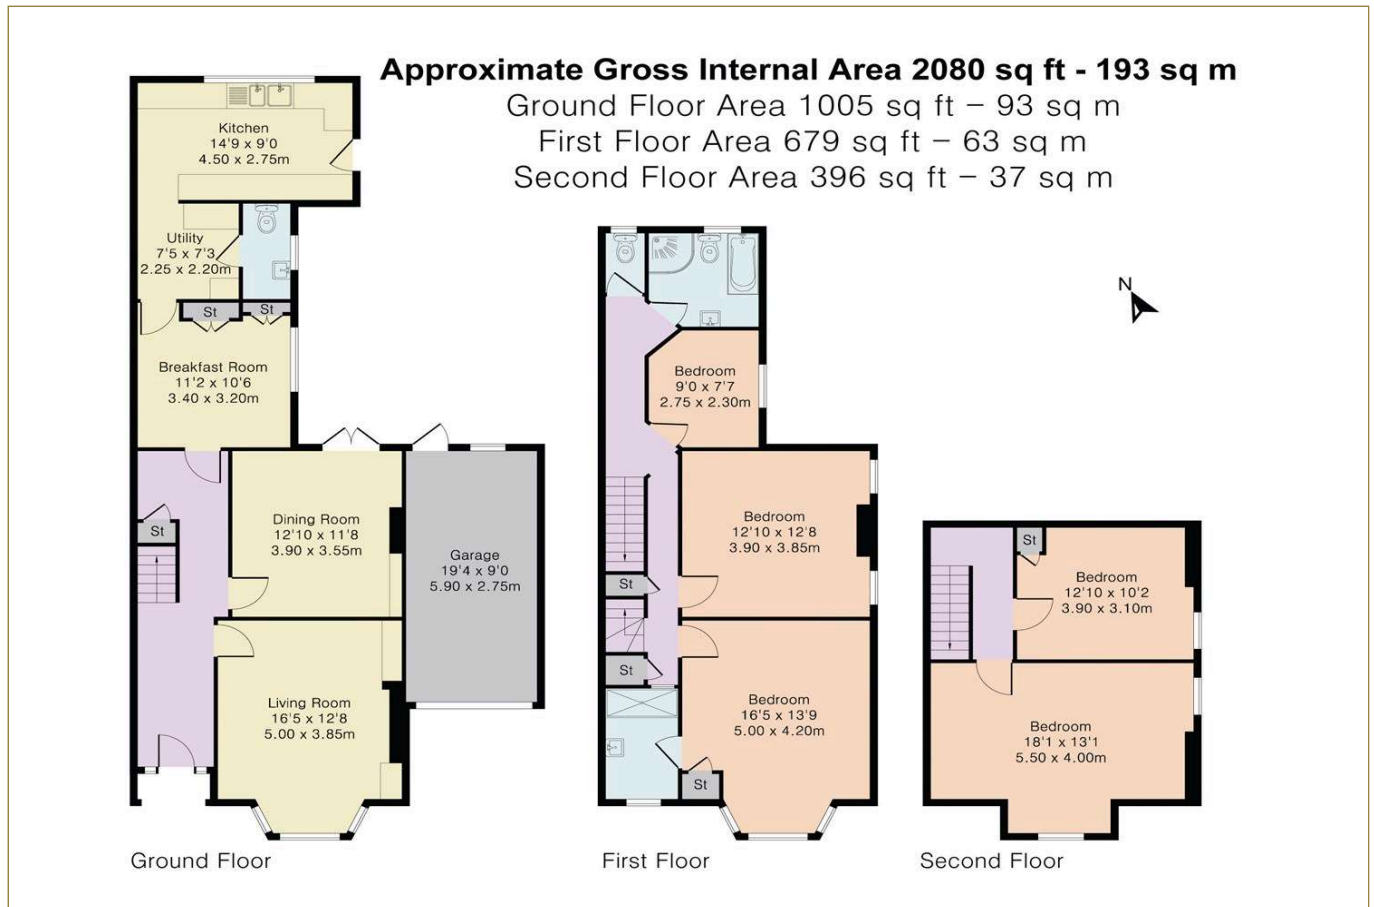 Approximate Gross Internal Area 2080 sq ft - 193 sq m
Ground Floor Area 1005 sq ft – 93 sq m
First Floor Area 679 sq ft – 63 sq m
Second Floor Area 396 sq ft – 37 sq m
Kitchen
14'9 x 9'0
4.50 x 2.75m
Utility
7'5 x 7'3
2.25 x 2.20m
St
St
Breakfast Room
11'2 x 10'6
3.40 x 3.20m
St
Dining Room
12'10 x 11'8
3.90 x 3.55m
Garage
19'4 x 9'0
5.90 x 2.75m
Living Room
16'5 x 12'8
5.00 x 3.85m
Ground Floor
Bedroom
9'0 x 7'7
2.75 x 2.30m
Bedroom
12'10 x 12'8
3.90 x 3.85m
St
St
Bedroom
16'5 x 13'9
5.00 x 4.20m
St
First Floor
N
St
Bedroom
12'10 x 10'2
3.90 x 3.10m
Bedroom
18'1 x 13'1
5.50 x 4.00m
Second Floor